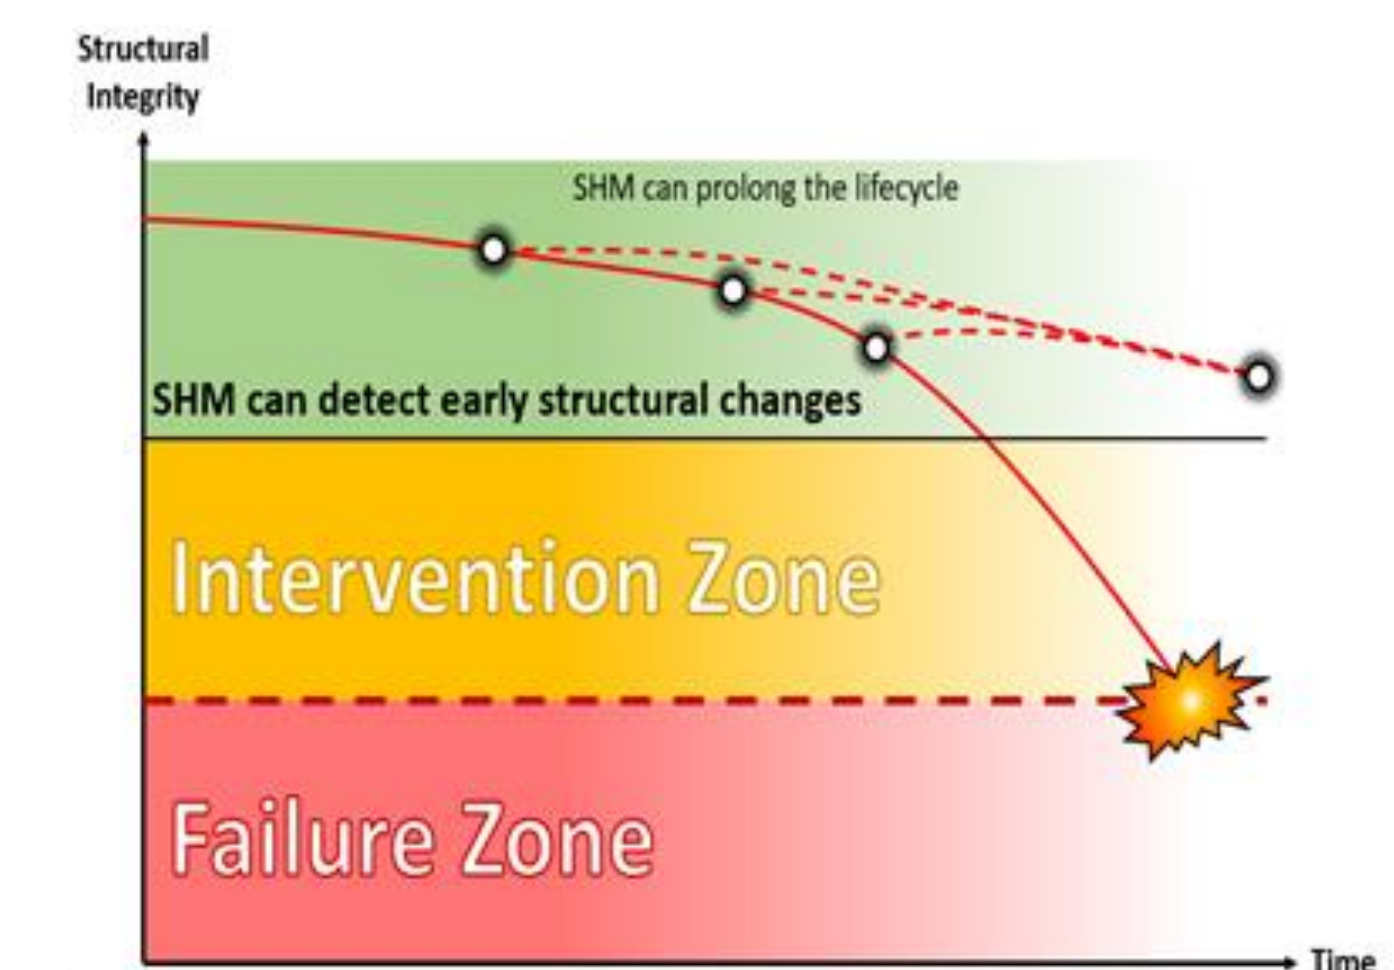 Structural
Integrity
SHM can prolong the lifecycle
SHM can detect early structural changes
Intervention Zone
Failure Zone
Time